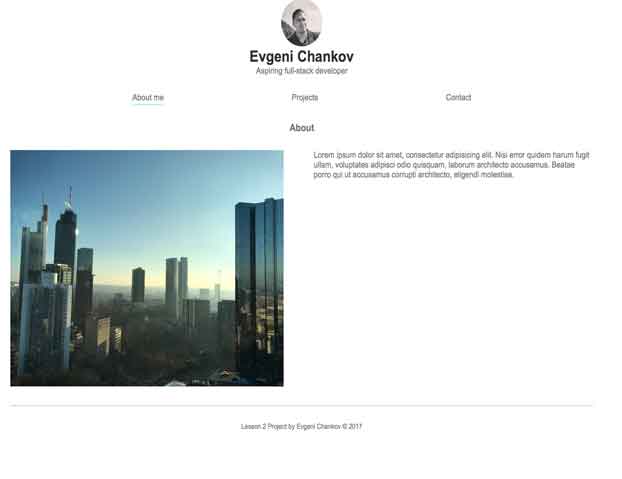 Evgeni Chankov
Aspiring full-stack developer
About me
Projects
Contact
About
Lorem ipsum dolor sit amet, consectetur adipisicing elit. Nisi error quidem harum fugit
ullam, voluptates adipisci odio quisquam, laborum architecto accusamus. Beatae
porro qui ut accusamus corrupti architecto, eligendi molestiae.
Lesson 2 Project by Evgeni Chankov © 2017